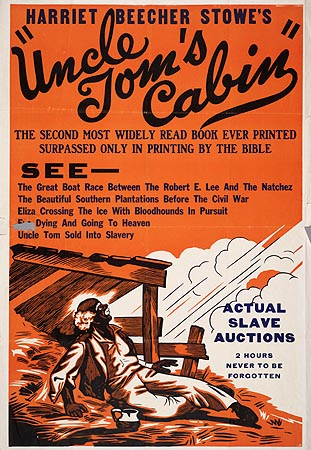 HARRIET BEECHER STOWE'S
"Uncle
Tom's
Cabin"
THE SECOND MOST WIDELY READ BOOK EVER PRINTED
SURPASSED ONLY IN PRINTING BY THE BIBLE
SEE—
The Great Boat Race Between The Robert E. Lee And The Natchez
The Beautiful Southern Plantations Before The Civil War
Eliza Crossing The Ice With Bloodhounds In Pursuit
Dying And Going To Heaven
Uncle Tom Sold Into Slavery
ACTUAL
SLAVE
AUCTIONS
2 HOURS
NEVER TO BE
FORGOTTEN